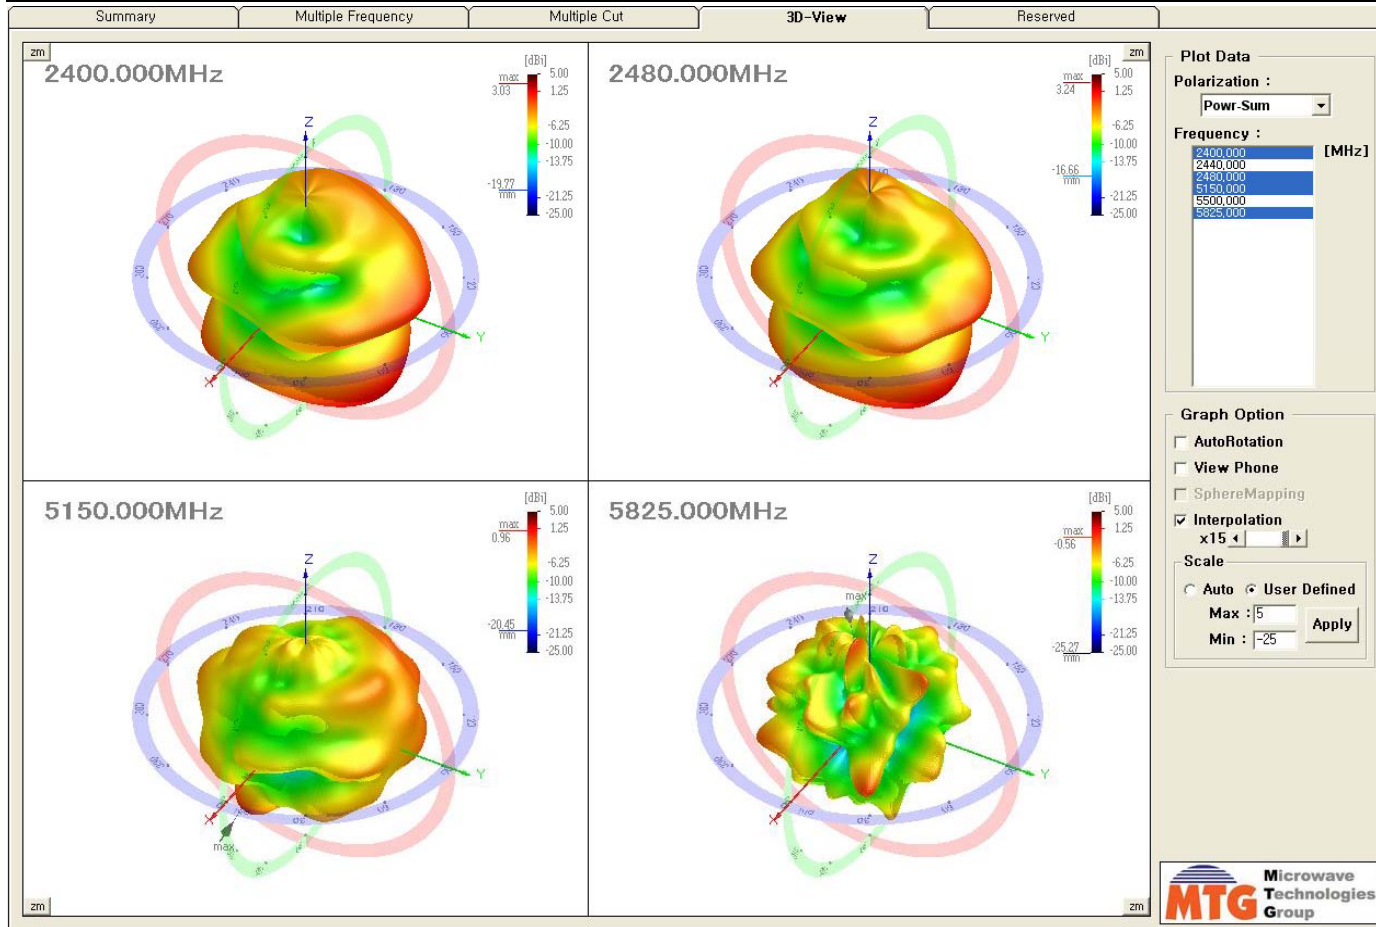 Summary
Multiple Frequency
Multiple Cut
3D-View
Reserved
zm
2400.000MHz
[dBi]
max
3.03
5.00
1.25
-6.25
-10.00
-13.75
-19.77
min
-21.25
-25.00
Z
Y
X
zm
2480.000MHz
[dBi]
max
3.24
5.00
1.25
-6.25
-10.00
-13.75
-16.66
min
-21.25
-25.00
Z
Y
X
5150.000MHz
[dBi]
max
0.96
5.00
1.25
-6.25
-10.00
-13.75
-20.45
min
-21.25
-25.00
Z
210
Y
X
max
zm
5825.000MHz
[dBi]
max
-0.56
5.00
1.25
-6.25
-10.00
-13.75
-25.27
min
-21.25
-25.00
Z
max
210
Y
X
zm
Plot Data
Polarization :
Powr-Sum
Frequency :
[MHz]
2400,000
2440,000
2480,000
5150,000
5500,000
5825,000
Graph Option
AutoRotation
View Phone
SphereMapping
Interpolation
x15
Scale
Auto User Defined
Max : 5
Min : -25
Apply
MTG
Microwave
Technologies
Group